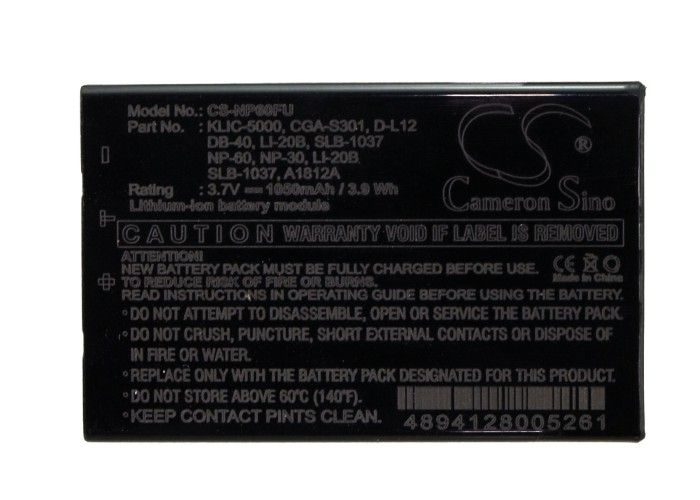 Model No.: CS-NP60FU
Part No.: KLIC-5000, CGA-S301, D-L12
DB-40, LI-20B, SLB-1037
NP-60, NP-30, LI-20B
SLB-1037, A1812A
Rating : 3.7V 1050mAh / 3.9 Wh
Lithium-ion battery module
CS ®
Cameron Sino
CAUTION WARRANTY VOID IF LABEL IS REMOVED
ATTENTION!
NEW BATTERY PACK MUST BE FULLY CHARGED BEFORE USE
TO REDUCE RISK OF FIRE OR BURNS.
READ INSTRUCTIONS IN OPERATING GUIDE BEFORE USING THE BATTERY.
CE
Made in China
•DO NOT ATTEMPT TO DISASSEMBLE, OPEN OR SERVICE BATTERY PACK.
•DO NOT CRUSH, PUNCTURE, SHORT EXTERNAL CONTACTS OR DISPOSE OF
IN FIRE OR WATER.
•REPLACE ONLY WITH THE BATTERY PACK DESIGNATED FOR THIS PRODUCT.
•DO NOT STORE ABOVE 60°C (140°F).
•KEEP CONTACT PINTS CLEAN.
4894128005261